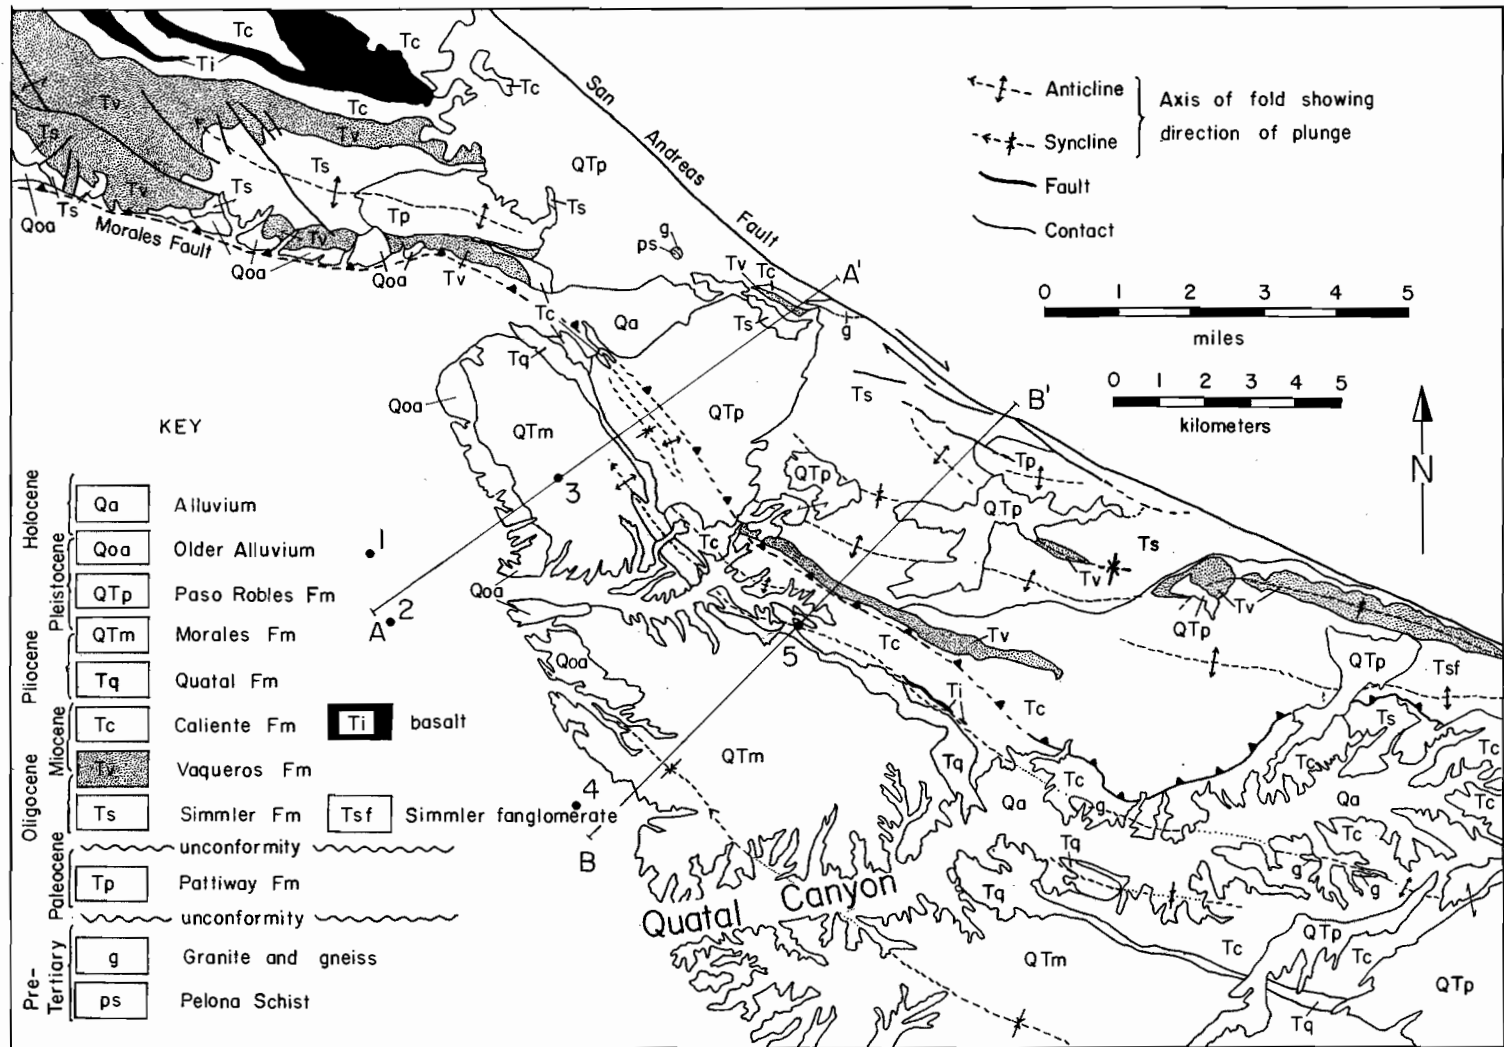 Tc
Tc
Ti
Tc
San Andreas Fault
Tv
Tc
Tv
Ts
Ts
QTp
Ts
Ts
Tv
Tp
Ts
Qoa
Morales Fault
Tv
Qoa
Qoa
Tv
g
ps
Tv
Tc
A'
Tc
Qa
Ts
g
Tq
Qoa
QTm
QTp
Ts
B'
Anticline
Syncline
Axis of fold showing
direction of plunge
Fault
Contact
0 1 2 3 4 5
miles
0 1 2 3 4 5
kilometers
N
QTp
Tp
QTp
Ts
Tv
3
1
2
A
Tc
Qoa
5
Tc
Tv
QTp
Tv
QTp
Tsf
Ti
Tc
Ts
Tc
Tc
Qoa
QTm
Tq
Qa
Tc
g
Qa
Tc
4
B
Tq
Tc
g
g
Quatal Canyon
Tq
QTm
Tc
QTp
Tc
QTp
Tq
KEY
Holocene
Pleistocene
Pliocene
Miocene
Oligocene
Paleocene
Pre-
Tertiary
Qa Alluvium
Qoa Older Alluvium
QTp Paso Robles Fm
QTm Morales Fm
Tq Quatal Fm
Tc Caliente Fm
Ti basalt
Tv Vaqueros Fm
Ts Simmler Fm
Tsf Simmler fanglomerate
unconformity
Tp Pattiway Fm
unconformity
g Granite and gneiss
ps Pelona Schist